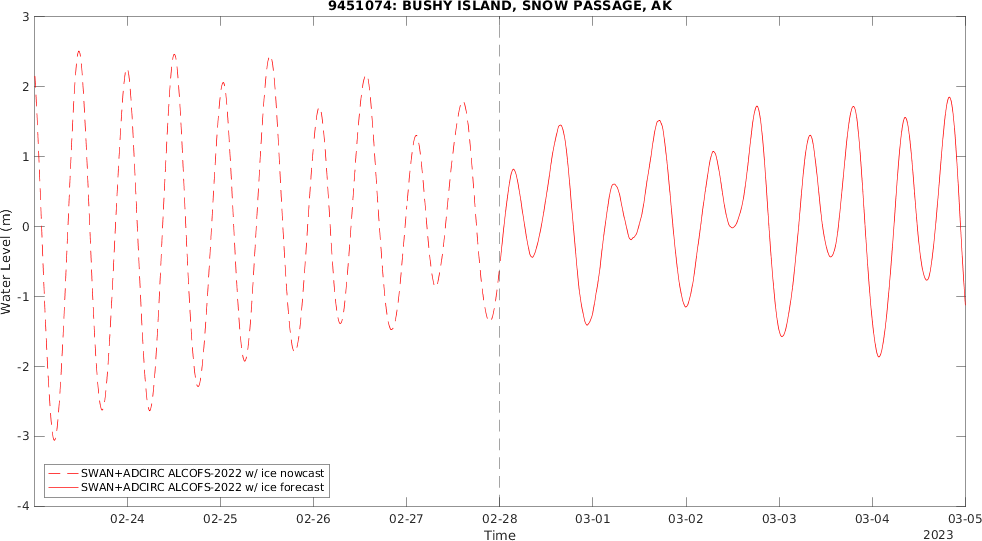 9451074: BUSHY ISLAND, SNOW PASSAGE, AK
3
2
1
0
-1
-2
-3
-4
Water Level (m)
SWAN+ADCIRC ALCOFS-2022 w/ ice nowcast
SWAN+ADCIRC ALCOFS-2022 w/ ice forecast
02-24 02-25 02-26 02-27 02-28 03-01 03-02 03-03 03-04 03-05
Time
2023